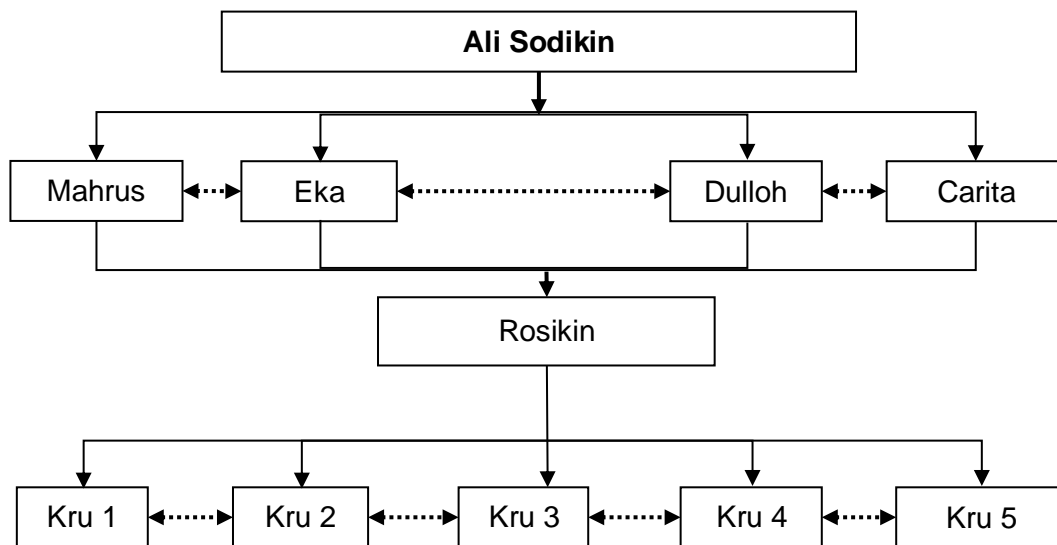 Ali Sodikin
Mahrus
Eka
Dulloh
Carita
Rosikin
Kru 1
Kru 2
Kru 3
Kru 4
Kru 5